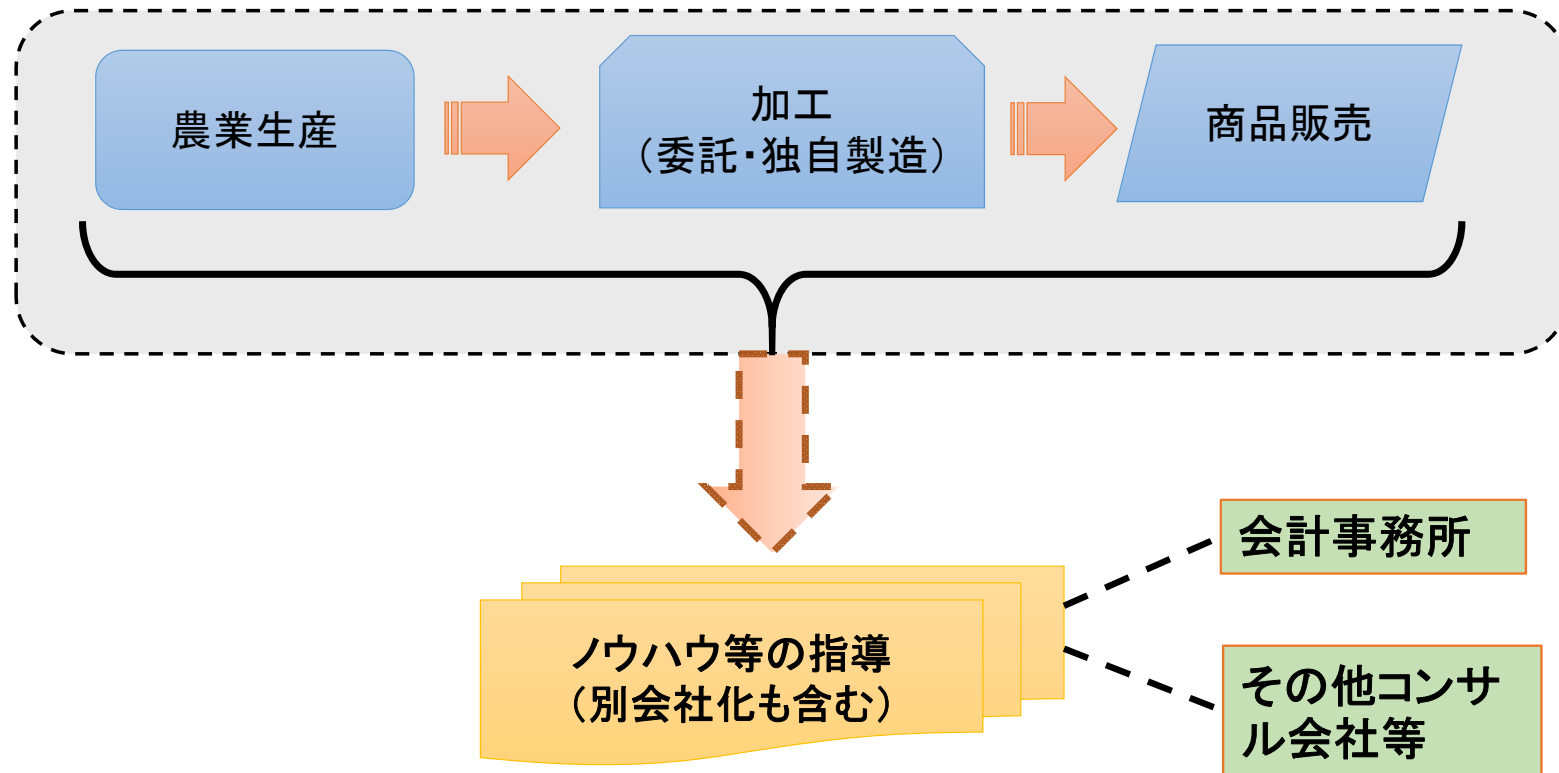 農業生産
加工
（委託・独自製造）
商品販売
会計事務所
ノウハウ等の指導
（別会社化も含む）
その他コンサ
ル会社等